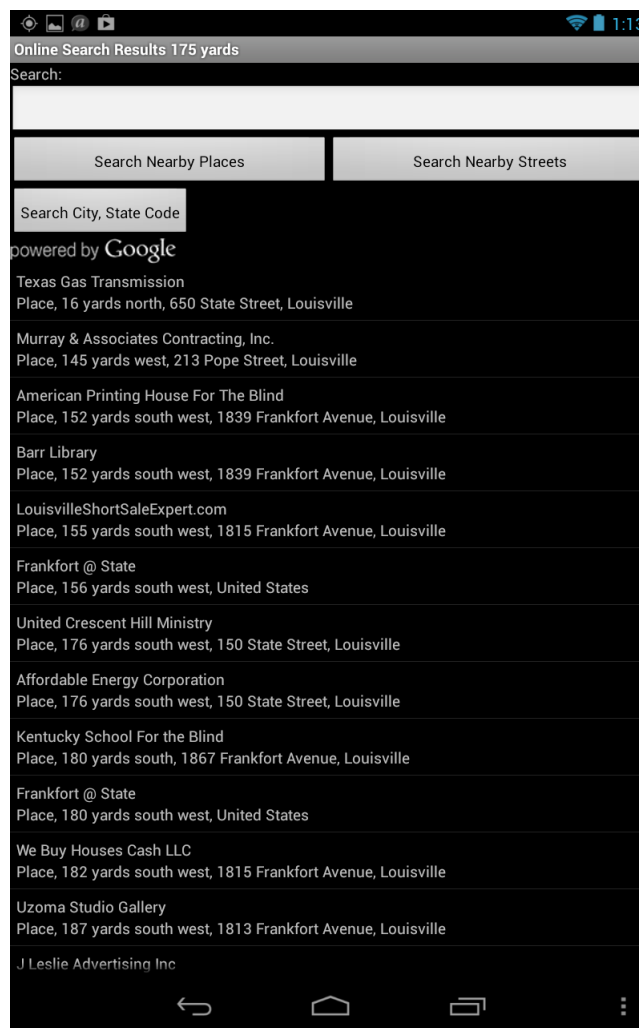 1:13
Online Search Results 175 yards
Search:
Search Nearby Places
Search Nearby Streets
Search City, State Code
powered by Google
Texas Gas Transmission
Place, 16 yards north, 650 State Street, Louisville
Murray & Associates Contracting, Inc.
Place, 145 yards west, 213 Pope Street, Louisville
American Printing House For The Blind
Place, 152 yards south west, 1839 Frankfort Avenue, Louisville
Barr Library
Place, 152 yards south west, 1839 Frankfort Avenue, Louisville
LouisvilleShortSaleExpert.com
Place, 155 yards south west, 1815 Frankfort Avenue, Louisville
Frankfort @ State
Place, 156 yards south west, United States
United Crescent Hill Ministry
Place, 176 yards south west, 150 State Street, Louisville
Affordable Energy Corporation
Place, 176 yards south west, 150 State Street, Louisville
Kentucky School For the Blind
Place, 180 yards south, 1867 Frankfort Avenue, Louisville
Frankfort @ State
Place, 180 yards south west, United States
We Buy Houses Cash LLC
Place, 182 yards south west, 1815 Frankfort Avenue, Louisville
Uzoma Studio Gallery
Place, 187 yards south west, 1813 Frankfort Avenue, Louisville
J Leslie Advertising Inc